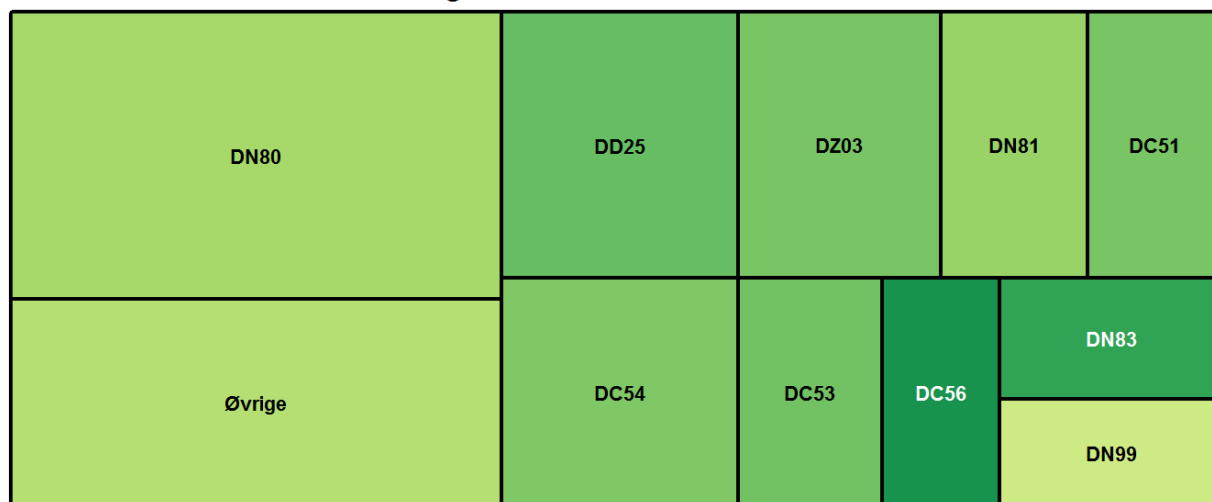 DN80
DD25
DZ03
DN81
DC51
Øvrige
DC54
DC53
DC56
DN83
DN99